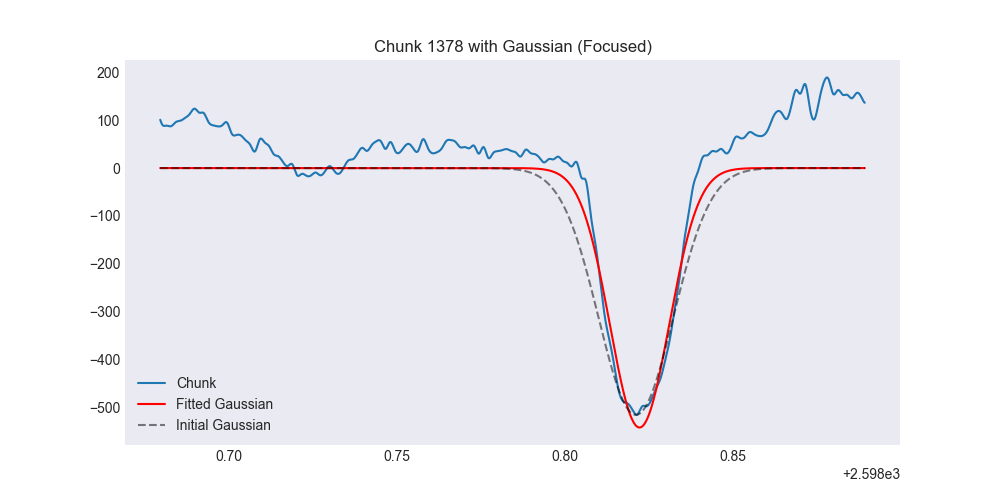 Chunk 1378 with Gaussian (Focused)
200
100
0
−100
−200
−300
−400
−500
Chunk
Fitted Gaussian
Initial Gaussian
0.70 0.75 0.80 0.85
+2.598e3